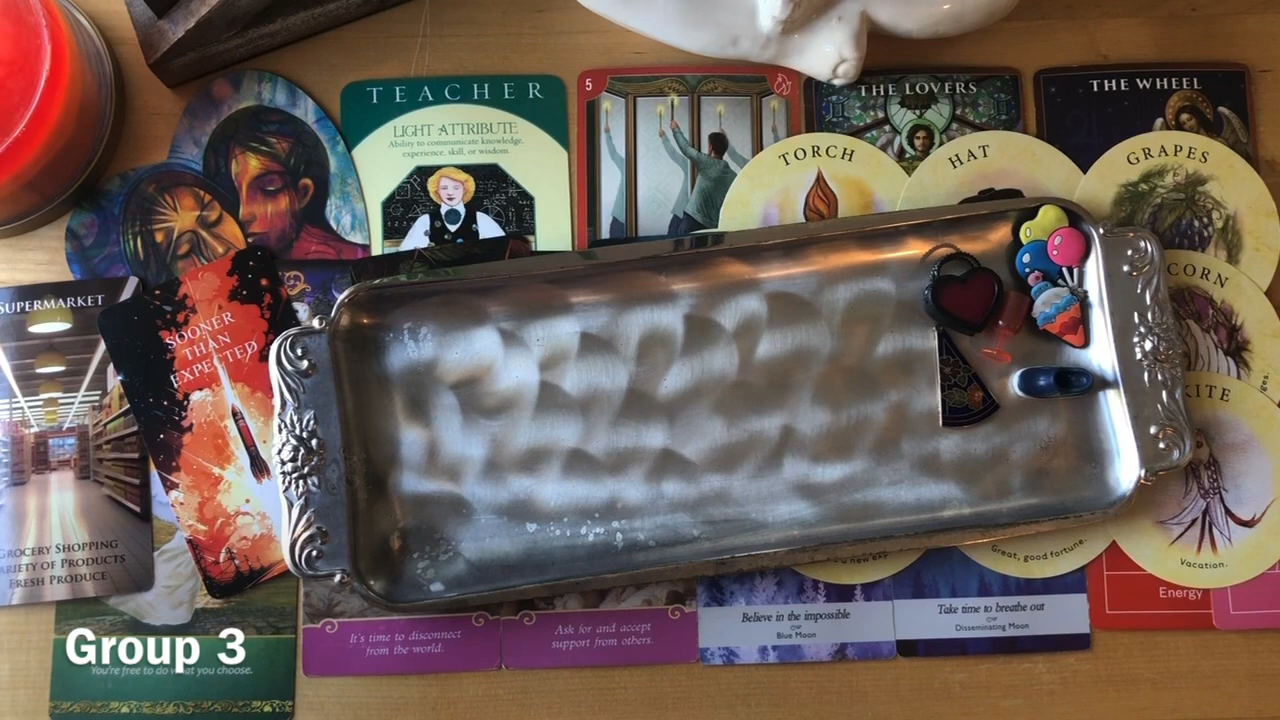 TEACHER
LIGHT ATTRIBUTE
Ability to communicate knowledge,
experience, skill, or wisdom.
5
THE LOVERS
THE WHEEL
TORCH
HAT
GRAPES
SUPERMARKET
SOONER
THAN
EXPECTED
CORN
KITE
Vacation.
GROCERY SHOPPING
VARIETY OF PRODUCTS
FRESH PRODUCE
Great, good fortune.
Energy
It's time to disconnect
from the world.
Ask for and accept
support from others.
Believe in the impossible
Blue Moon
Take time to breathe out
Disseminating Moon
Group 3
You're free to do what you choose.